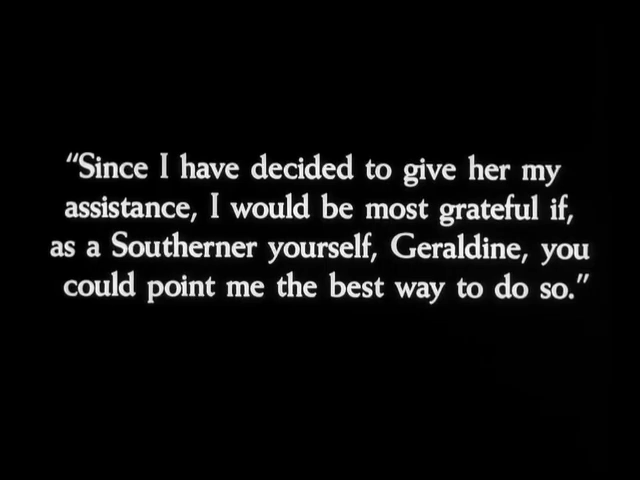 “Since I have decided to give her my
assistance, I would be most grateful if,
as a Southerner yourself, Geraldine, you
could point me the best way to do so.”